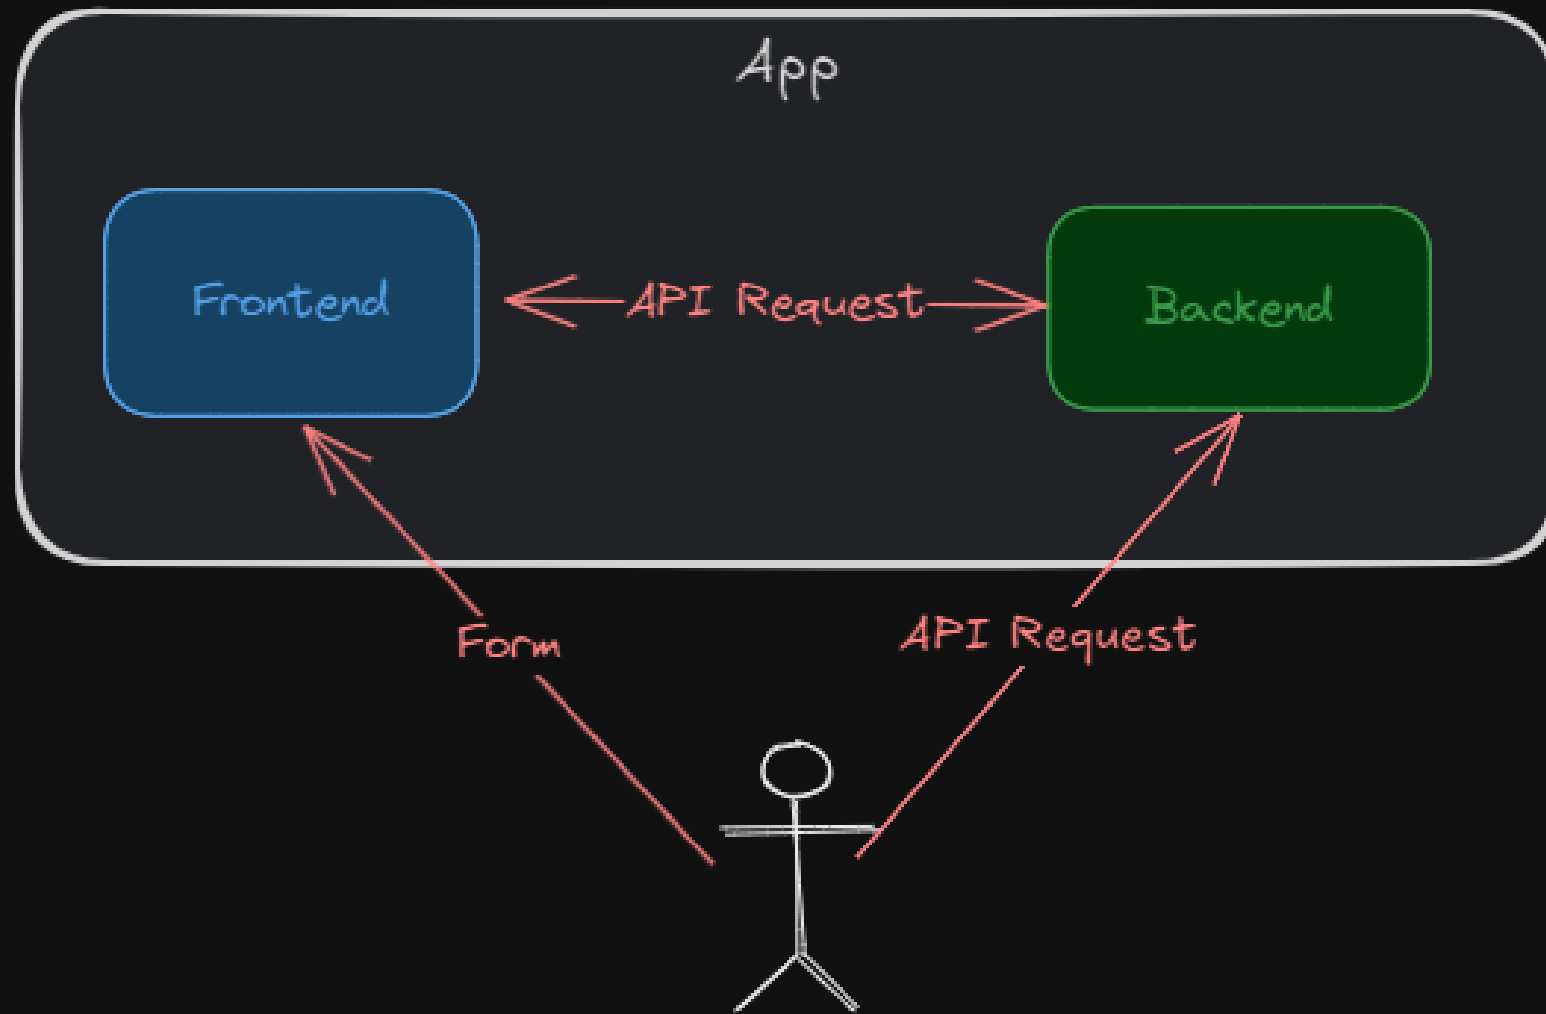 App
Frontend
API Request
Backend
Form
API Request